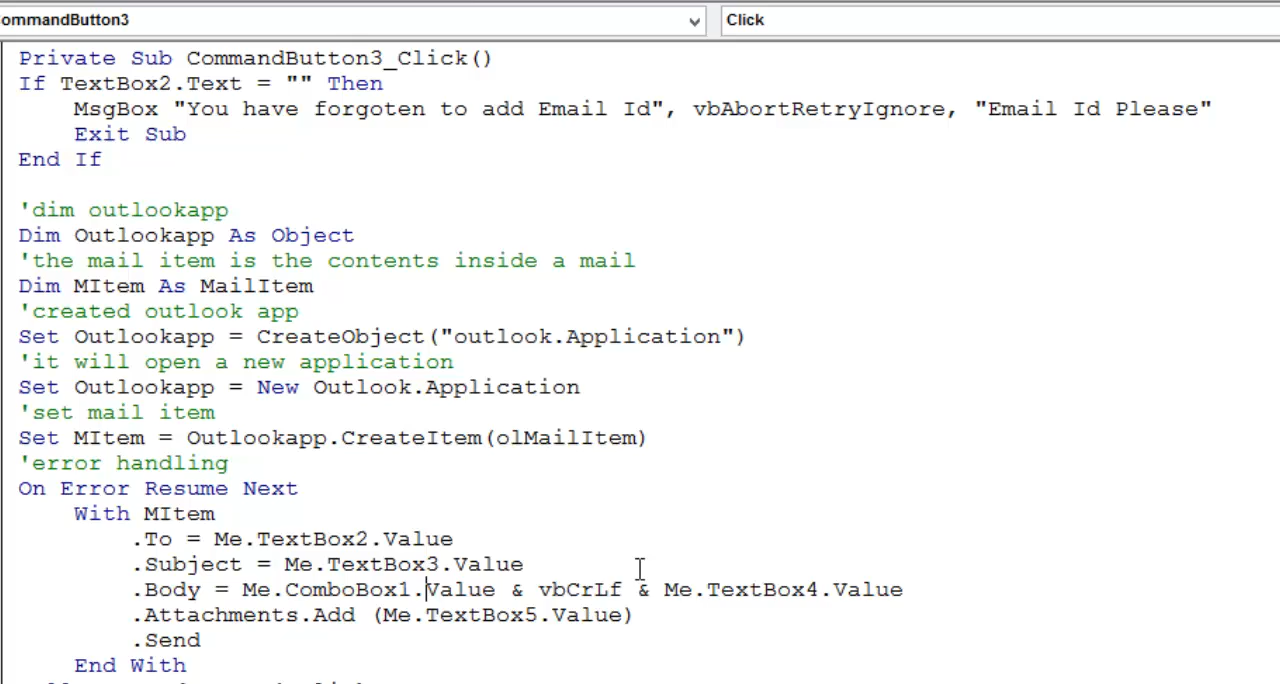 ommandButton3
Click
Private Sub CommandButton3_Click()
If TextBox2.Text = "" Then
MsgBox "You have forgoten to add Email Id", vbAbortRetryIgnore, "Email Id Please"
Exit Sub
End If
'dim outlookapp
Dim Outlookapp As Object
'the mail item is the contents inside a mail
Dim MItem As MailItem
'created outlook app
Set Outlookapp = CreateObject("outlook.Application")
'it will open a new application
Set Outlookapp = New Outlook.Application
'set mail item
Set MItem = Outlookapp.CreateItem(olMailItem)
'error handling
On Error Resume Next
With MItem
.To = Me.TextBox2.Value
.Subject = Me.TextBox3.Value
.Body = Me.ComboBox1.Value & vbCrLf & Me.TextBox4.Value
.Attachments.Add (Me.TextBox5.Value)
.Send
End With